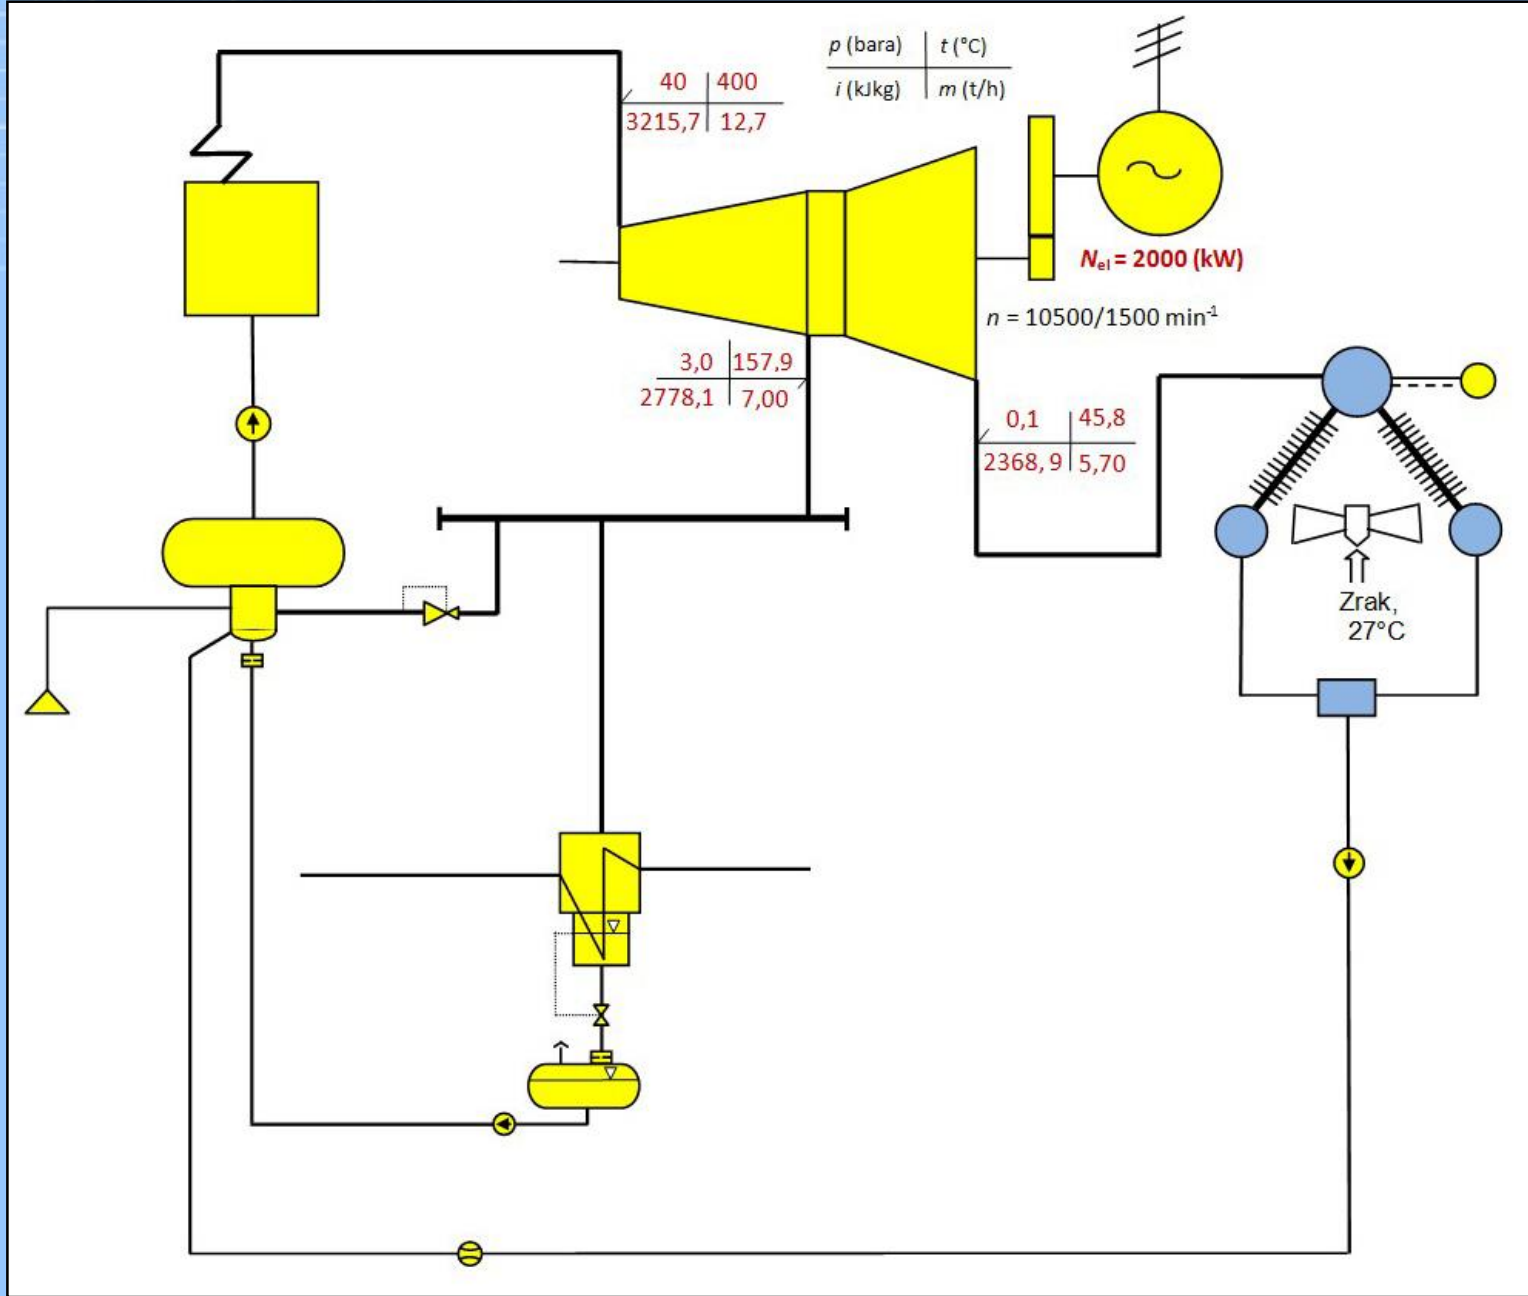 p (bara) t (°C)
i (kJkg) m (t/h)
40 400
3215,7 12,7
N_el = 2000 (kW)
n = 10500/1500 min⁻¹
3,0 157,9
2778,1 7,00
0,1 45,8
2368,9 5,70
Zrak,
27°C